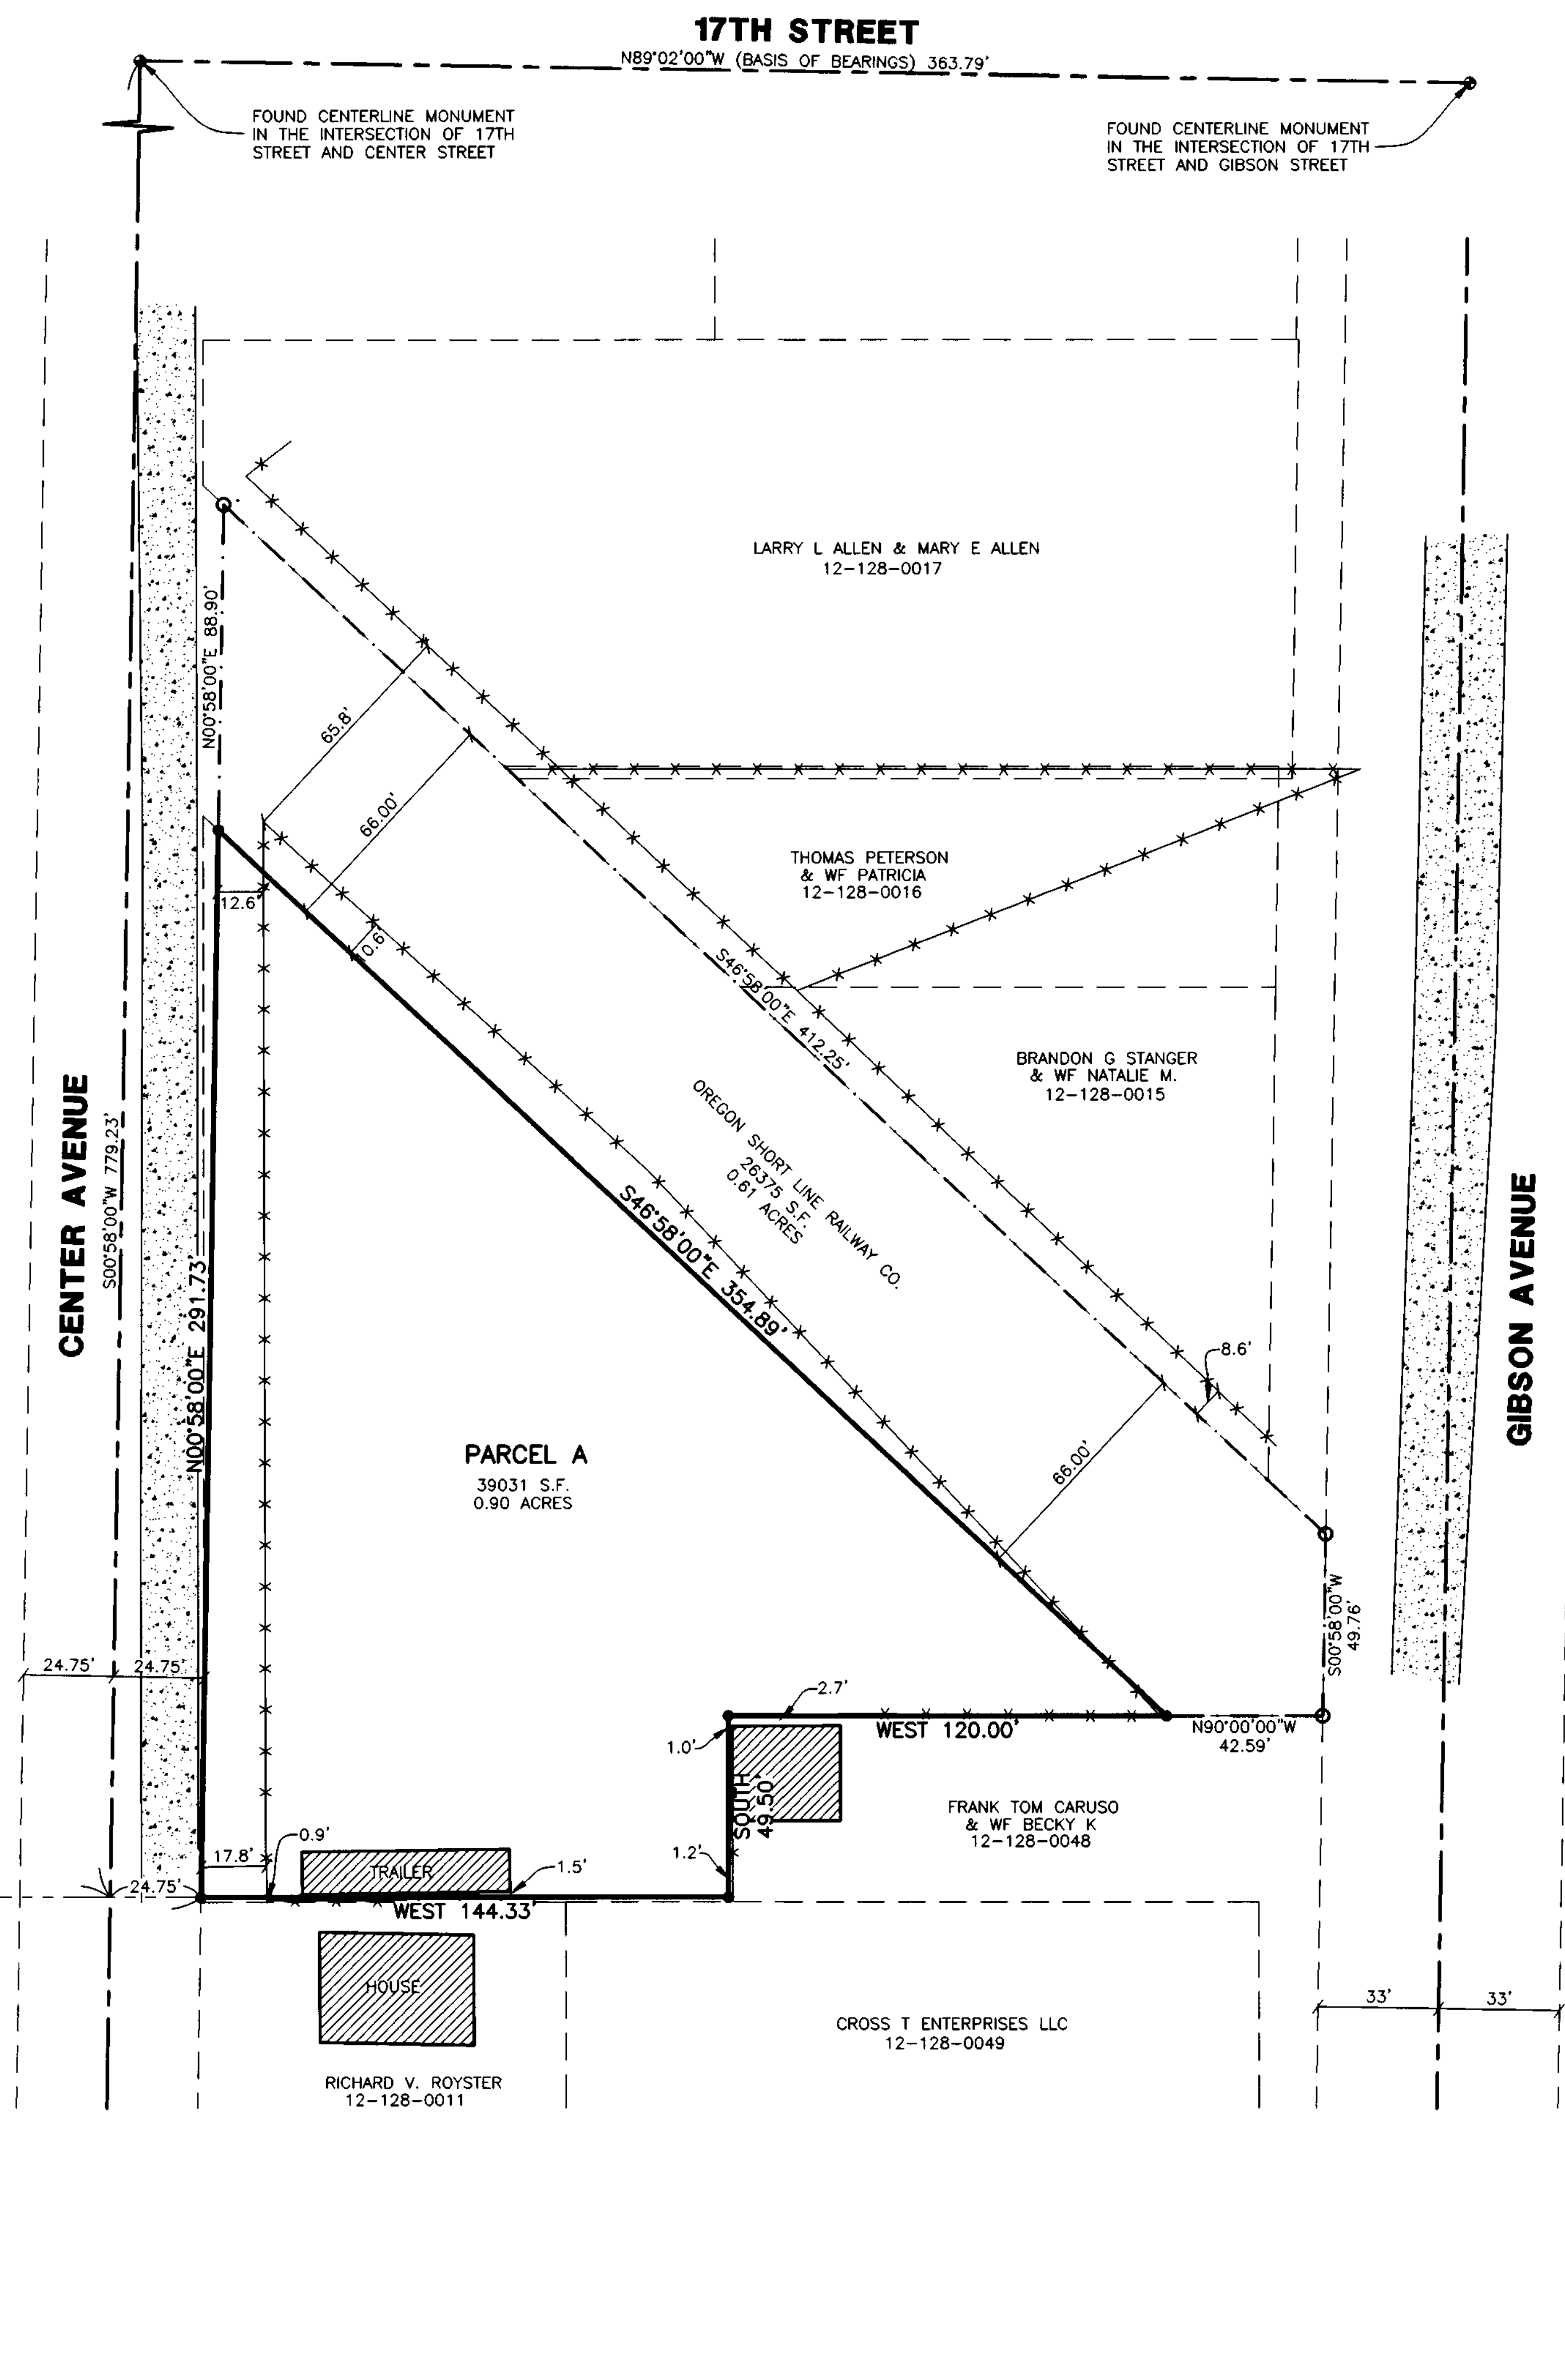 17TH STREET
N89°02'00"W (BASIS OF BEARINGS) 363.79'
FOUND CENTERLINE MONUMENT
IN THE INTERSECTION OF 17TH
STREET AND CENTER STREET
FOUND CENTERLINE MONUMENT
IN THE INTERSECTION OF 17TH
STREET AND GIBSON STREET
LARRY L ALLEN & MARY E ALLEN
12-128-0017
N00°58'00"E 88.90'
65.8'
66.00'
THOMAS PETERSON
& WF PATRICIA
12-128-0016
12.6'
S46°58'00"E 412.25'
BRANDON G STANGER
& WF NATALIE M.
12-128-0015
OREGON SHORT LINE RAILWAY CO.
26375 S.F.
0.61 ACRES
CENTER AVENUE
S00°58'00"W 779.23'
N00°58'00"E 291.73'
S46°58'00"E 354.89'
GIBSON AVENUE
8.6'
PARCEL A
39031 S.F.
0.90 ACRES
66.00'
S00°58'00"W
49.76'
24.75'
24.75'
2.7'
WEST 120.00'
N90°00'00"W
42.59'
1.0'
SOUTH
49.50'
FRANK TOM CARUSO
& WF BECKY K
12-128-0048
0.9'
17.8'
TRAILER
1.5'
1.2'
24.75'
WEST 144.33'
HOUSE
33'
33'
CROSS T ENTERPRISES LLC
12-128-0049
RICHARD V. ROYSTER
12-128-0011